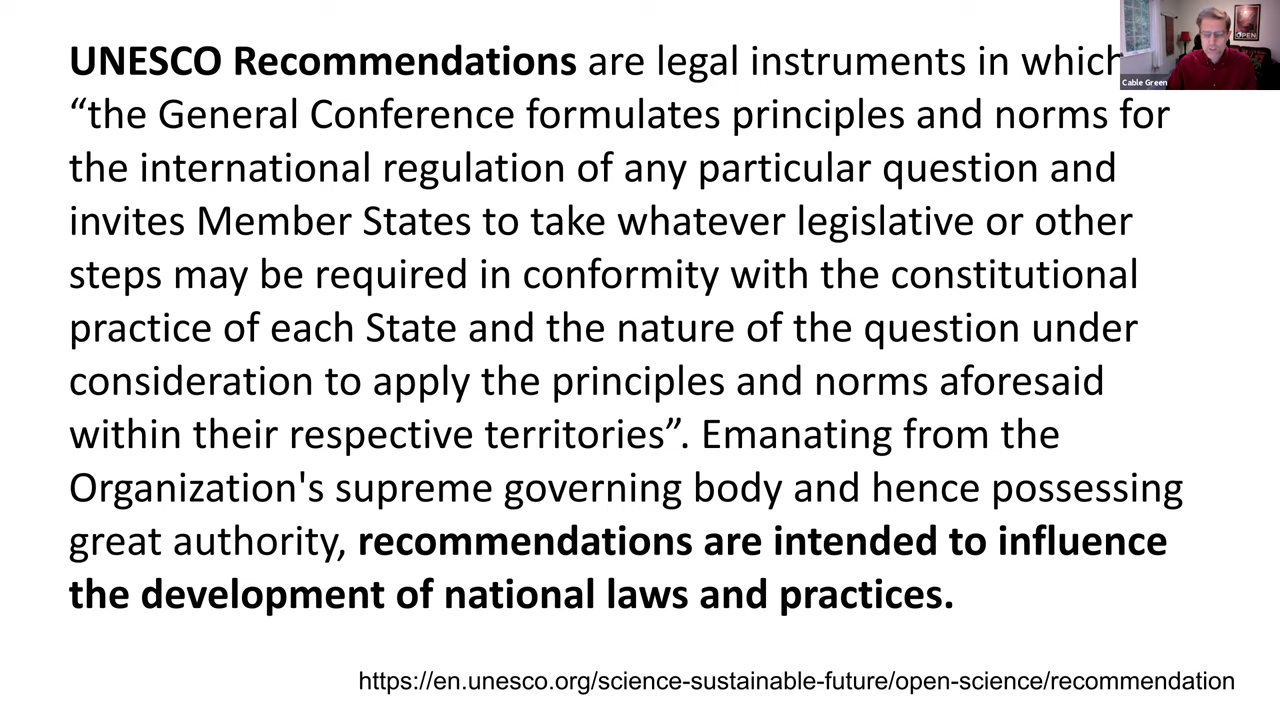 UNESCO Recommendations are legal instruments in which
“the General Conference formulates principles and norms for
the international regulation of any particular question and
invites Member States to take whatever legislative or other
steps may be required in conformity with the constitutional
practice of each State and the nature of the question under
consideration to apply the principles and norms aforesaid
within their respective territories”. Emanating from the
Organization's supreme governing body and hence possessing
great authority, recommendations are intended to influence
the development of national laws and practices.
https://en.unesco.org/science-sustainable-future/open-science/recommendation
OPEN
Cable Green